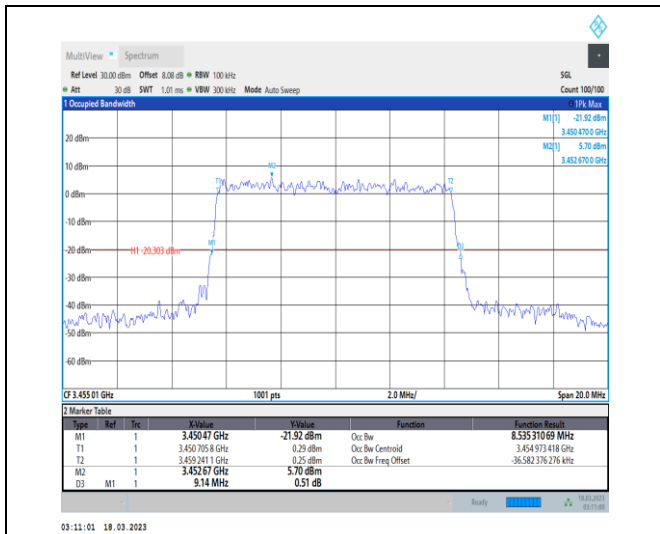 MultiView Spectrum
Ref Level 30.00 dBm Offset 8.08 dB RBW 100 kHz SGL
Att 30 dB SWT 1.01 ms VBW 300 kHz Mode Auto Sweep Count 100/100
1 Occupied Bandwidth 1Pk Max
M1[1] -21.92 dBm
3.450 470 0 GHz
M2[1] 5.70 dBm
3.452 670 0 GHz
20 dBm
10 dBm
M2
T1 T2
0 dBm
-10 dBm
M1
-20 dBm H1 -20.303 dBm D3
-30 dBm
-40 dBm
-50 dBm
-60 dBm
CF 3.455 01 GHz 1001 pts 2.0 MHz/ Span 20.0 MHz
2 Marker Table
Type Ref Trc X-Value Y-Value Function Function Result
M1 1 3.45047 GHz -21.92 dBm Occ Bw 8.535 310 69 MHz
T1 1 3.450 705 8 GHz 0.29 dBm Occ Bw Centroid 3.454 973 418 GHz
T2 1 3.459 241 1 GHz 0.25 dBm Occ Bw Freq Offset -36.582 376 276 kHz
M2 1 3.45267 GHz 5.70 dBm
D3 M1 1 9.14 MHz 0.51 dB
Ready 18.03.2023
03:11:00
03:11:01 18.03.2023